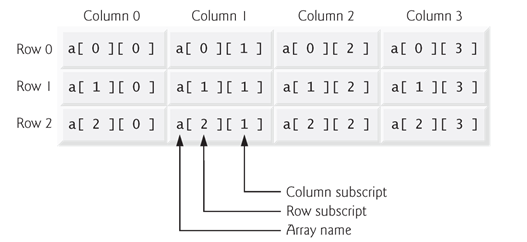 Column 0 Column 1 Column 2 Column 3
Row 0 a[ 0 ][ 0 ] a[ 0 ][ 1 ] a[ 0 ][ 2 ] a[ 0 ][ 3 ]
Row 1 a[ 1 ][ 0 ] a[ 1 ][ 1 ] a[ 1 ][ 2 ] a[ 1 ][ 3 ]
Row 2 a[ 2 ][ 0 ] a[ 2 ][ 1 ] a[ 2 ][ 2 ] a[ 2 ][ 3 ]
Column subscript
Row subscript
Array name